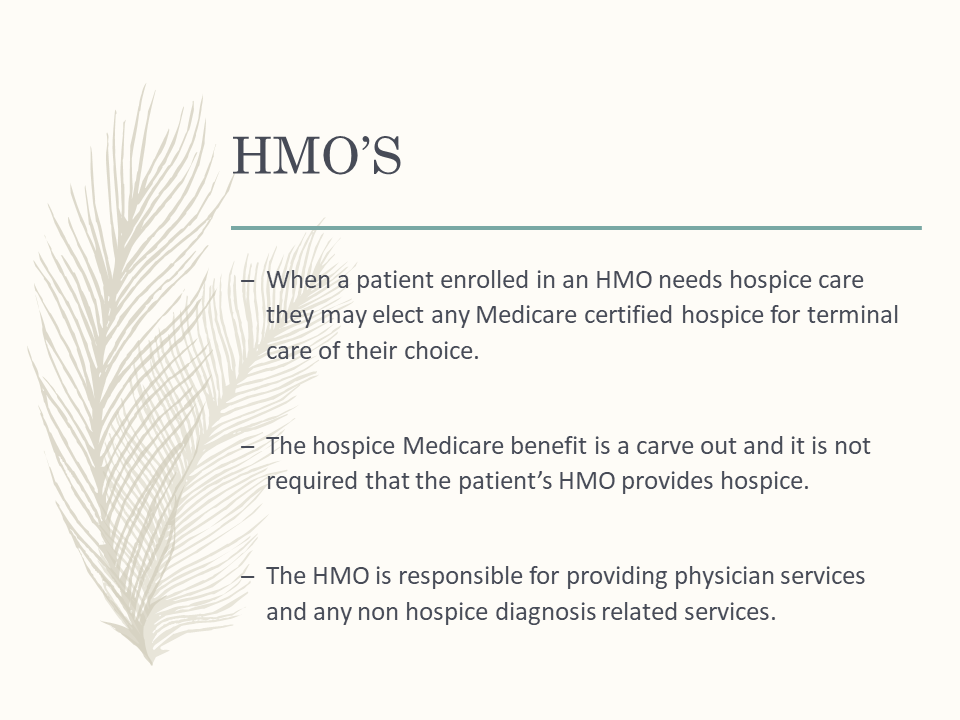 HMO’S
– When a patient enrolled in an HMO needs hospice care
they may elect any Medicare certified hospice for terminal
care of their choice.
– The hospice Medicare benefit is a carve out and it is not
required that the patient’s HMO provides hospice.
– The HMO is responsible for providing physician services
and any non hospice diagnosis related services.